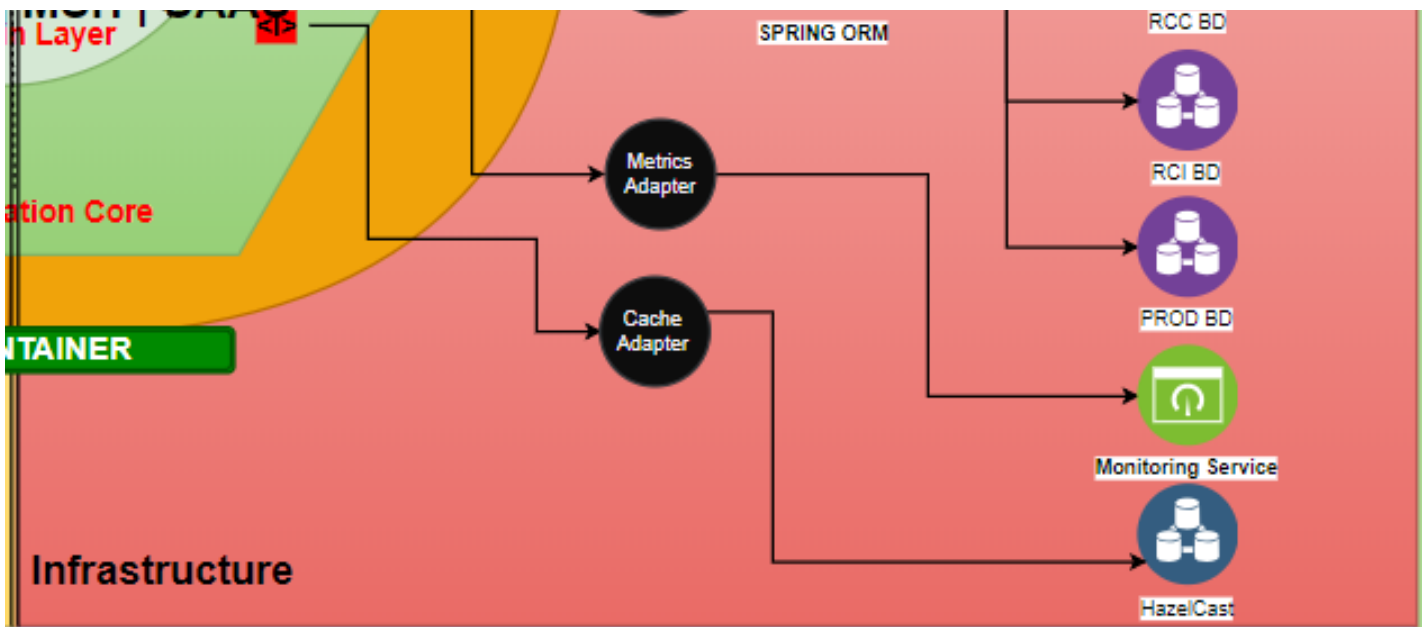 SPRING ORM
RCC BD
n Layer
<|>
RCI BD
Metrics
Adapter
ation Core
PROD BD
Cache
Adapter
NTAINER
Monitoring Service
Infrastructure
HazelCast